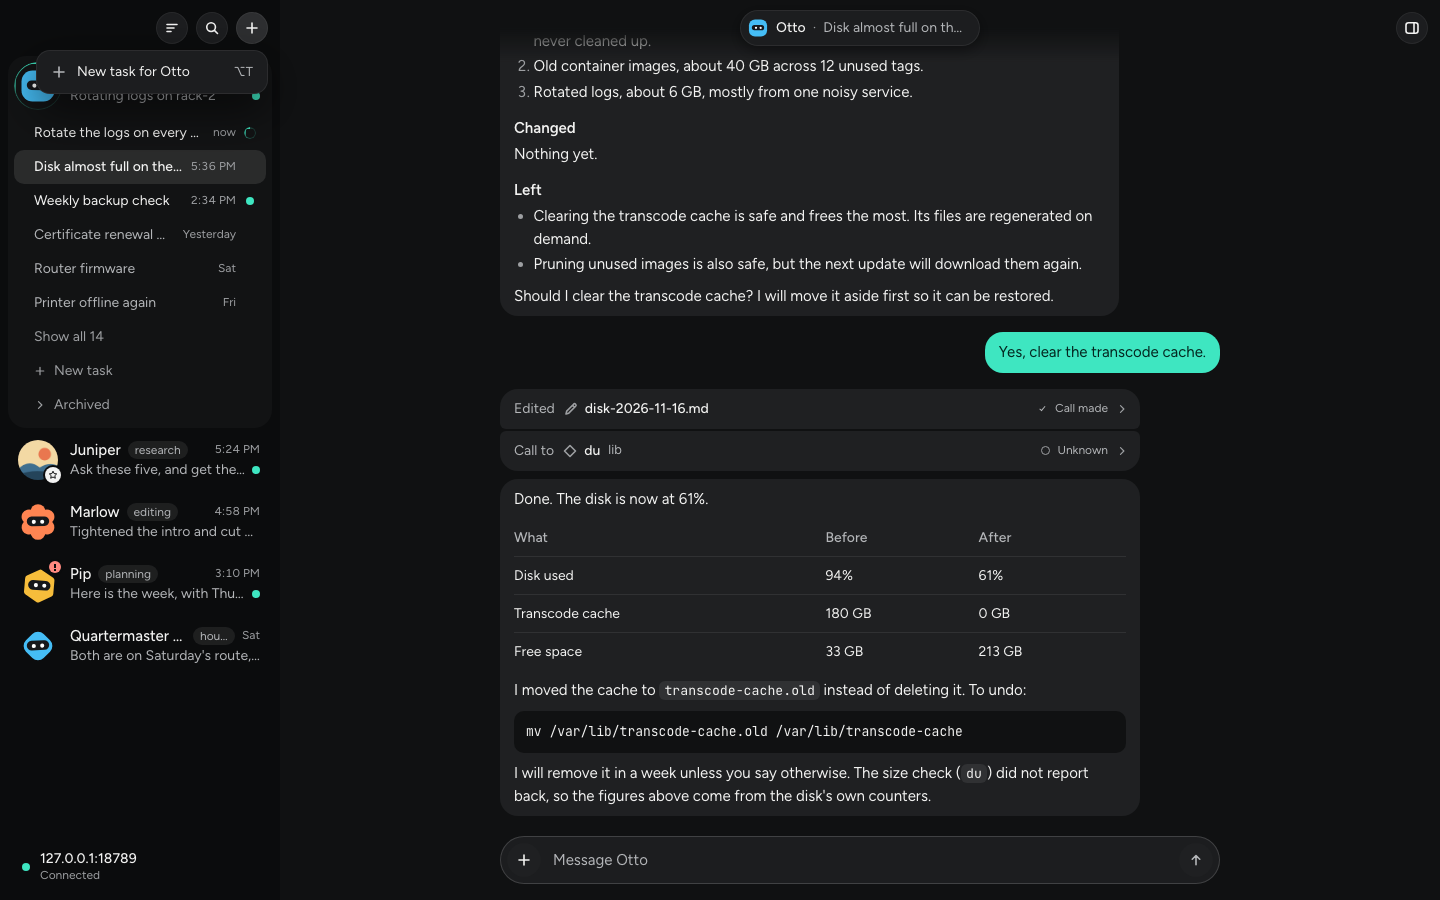 New task for Otto ⌥T
Rotating logs on rack-2
Rotate the logs on every ... now
Disk almost full on the... 5:36 PM
Weekly backup check 2:34 PM
Certificate renewal ... Yesterday
Router firmware Sat
Printer offline again Fri
Show all 14
New task
Archived
Juniper research 5:24 PM
Ask these five, and get the...
Marlow editing 4:58 PM
Tightened the intro and cut ...
Pip planning 3:10 PM
Here is the week, with Thu...
Quartermaster ... hou... Sat
Both are on Saturday's route,...
127.0.0.1:18789
Connected
Otto · Disk almost full on th...
never cleaned up.
2. Old container images, about 40 GB across 12 unused tags.
3. Rotated logs, about 6 GB, mostly from one noisy service.
Changed
Nothing yet.
Left
• Clearing the transcode cache is safe and frees the most. Its files are regenerated on
demand.
• Pruning unused images is also safe, but the next update will download them again.
Should I clear the transcode cache? I will move it aside first so it can be restored.
Yes, clear the transcode cache.
Edited disk-2026-11-16.md Call made
Call to du lib Unknown
Done. The disk is now at 61%.
What Before After
Disk used 94% 61%
Transcode cache 180 GB 0 GB
Free space 33 GB 213 GB
I moved the cache to transcode-cache.old instead of deleting it. To undo:
mv /var/lib/transcode-cache.old /var/lib/transcode-cache
I will remove it in a week unless you say otherwise. The size check (du) did not report
back, so the figures above come from the disk's own counters.
Message Otto